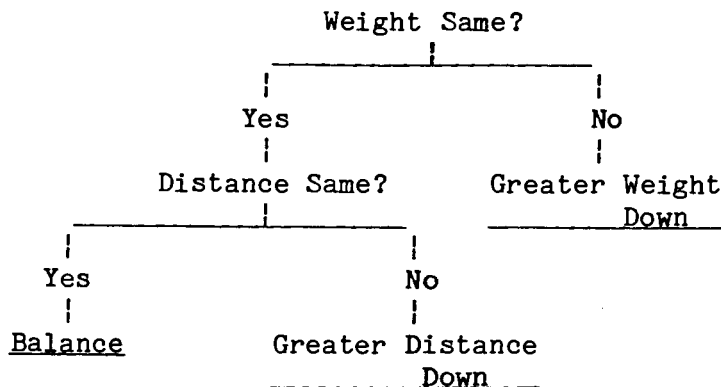 Weight Same?
Yes No
Distance Same? Greater Weight
Down
Yes No
Balance Greater Distance
Down